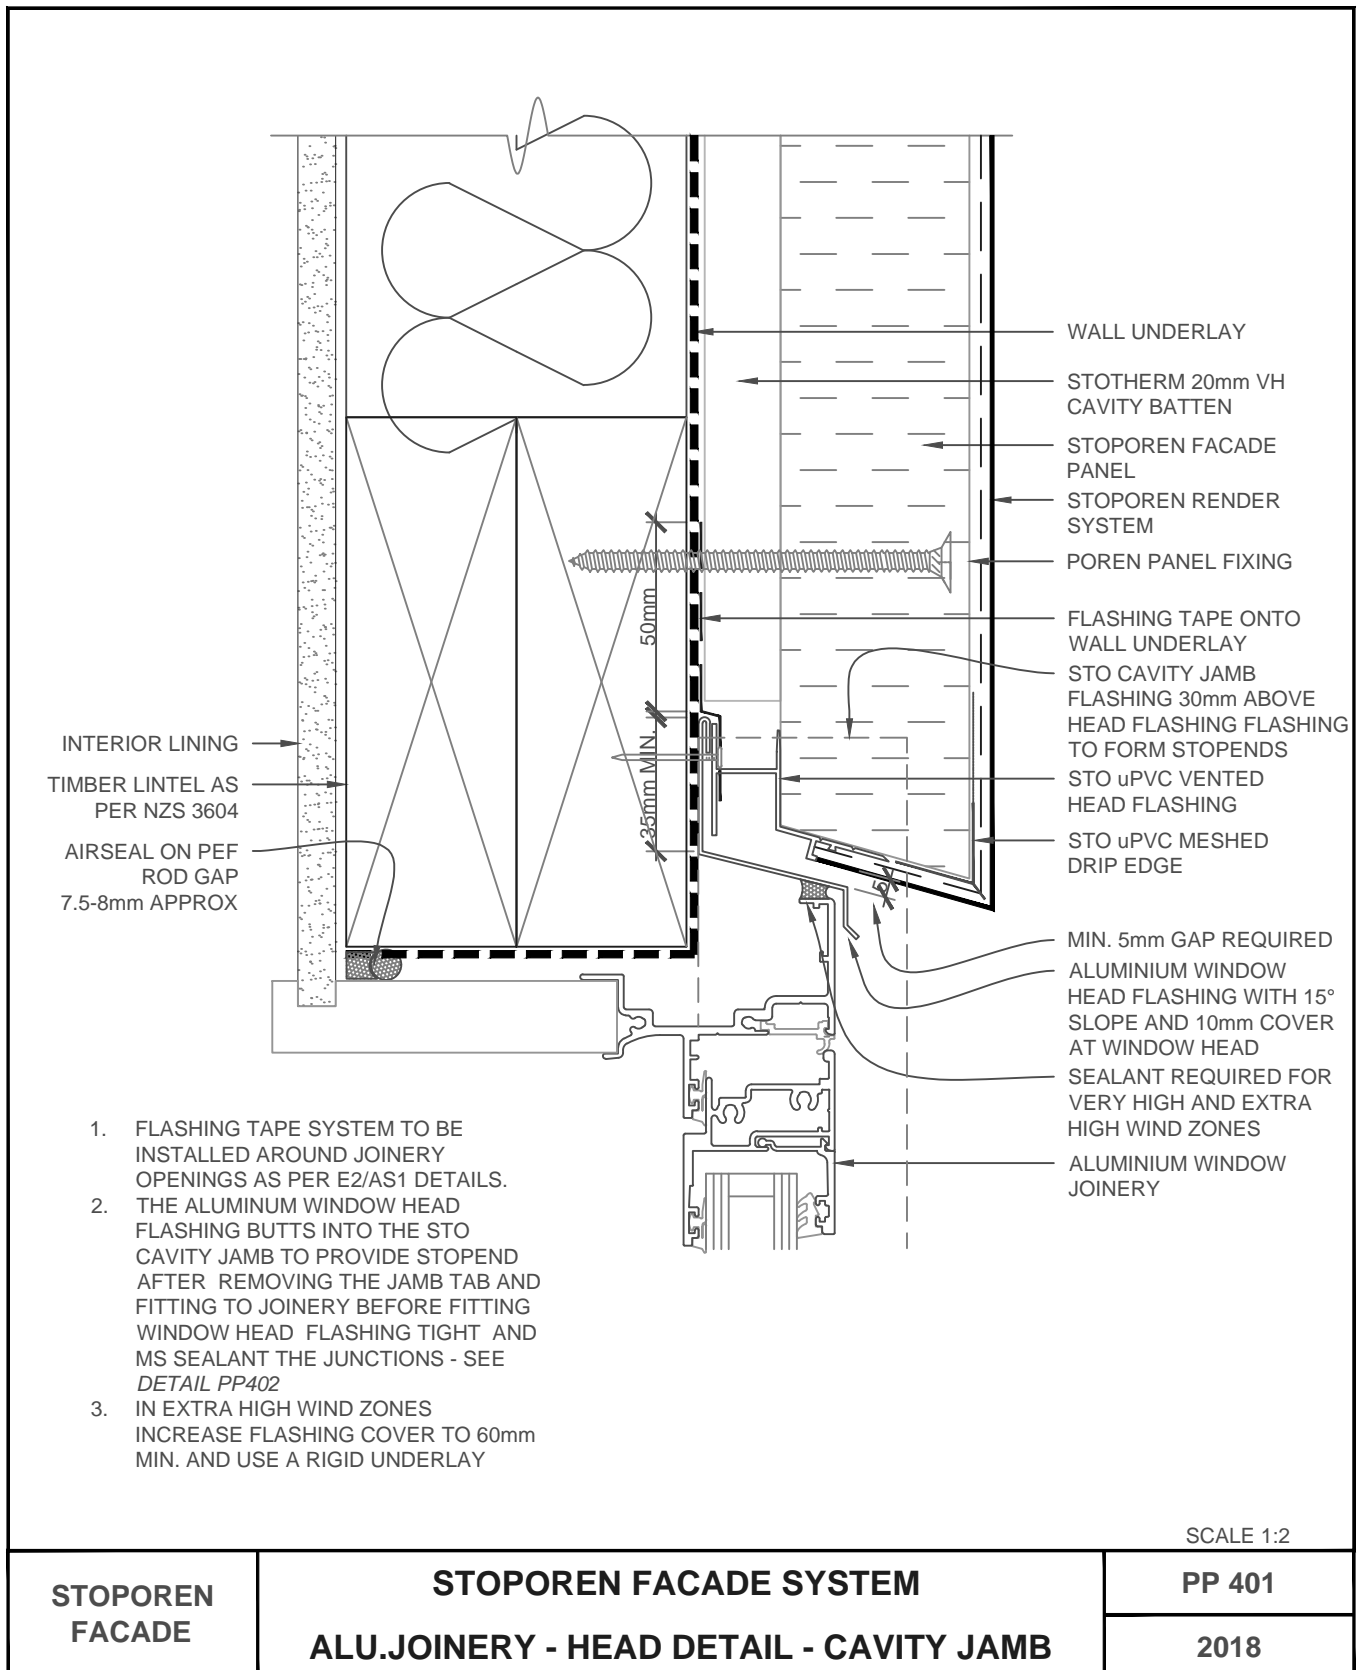 WALL UNDERLAY
STOTHERM 20mm VH
CAVITY BATTEN
STOPOREN FACADE
PANEL
STOPOREN RENDER
SYSTEM
POREN PANEL FIXING
FLASHING TAPE ONTO
WALL UNDERLAY
STO CAVITY JAMB
FLASHING 30mm ABOVE
HEAD FLASHING FLASHING
TO FORM STOPENDS
STO uPVC VENTED
HEAD FLASHING
STO uPVC MESHED
DRIP EDGE
MIN. 5mm GAP REQUIRED
ALUMINIUM WINDOW
HEAD FLASHING WITH 15°
SLOPE AND 10mm COVER
AT WINDOW HEAD
SEALANT REQUIRED FOR
VERY HIGH AND EXTRA
HIGH WIND ZONES
ALUMINIUM WINDOW
JOINERY
50mm
35mm MIN.
5
INTERIOR LINING
TIMBER LINTEL AS
PER NZS 3604
AIRSEAL ON PEF
ROD GAP
7.5-8mm APPROX
1. FLASHING TAPE SYSTEM TO BE
INSTALLED AROUND JOINERY
OPENINGS AS PER E2/AS1 DETAILS.
2. THE ALUMINUM WINDOW HEAD
FLASHING BUTTS INTO THE STO
CAVITY JAMB TO PROVIDE STOPEND
AFTER REMOVING THE JAMB TAB AND
FITTING TO JOINERY BEFORE FITTING
WINDOW HEAD FLASHING TIGHT AND
MS SEALANT THE JUNCTIONS - SEE
DETAIL PP402
3. IN EXTRA HIGH WIND ZONES
INCREASE FLASHING COVER TO 60mm
MIN. AND USE A RIGID UNDERLAY
SCALE 1:2
STOPOREN
FACADE
STOPOREN FACADE SYSTEM
ALU.JOINERY - HEAD DETAIL - CAVITY JAMB
PP 401
2018